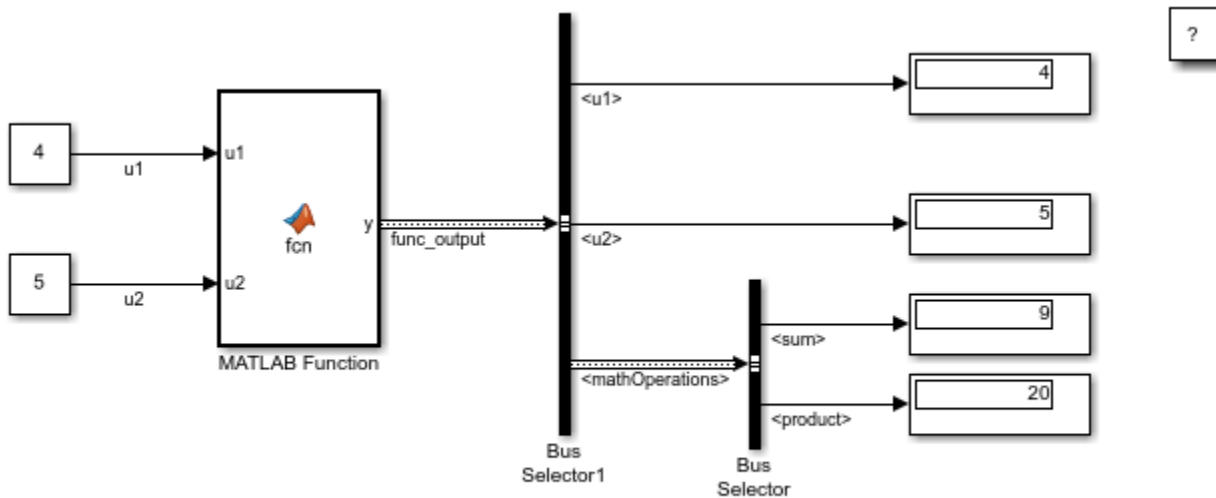 ?
4
<u1>
4
u1
u1
5
<u2>
y
fcn
func_output
5
u2
u2
MATLAB Function
9
<sum>
<mathOperations>
20
<product>
Bus
Selector1
Bus
Selector